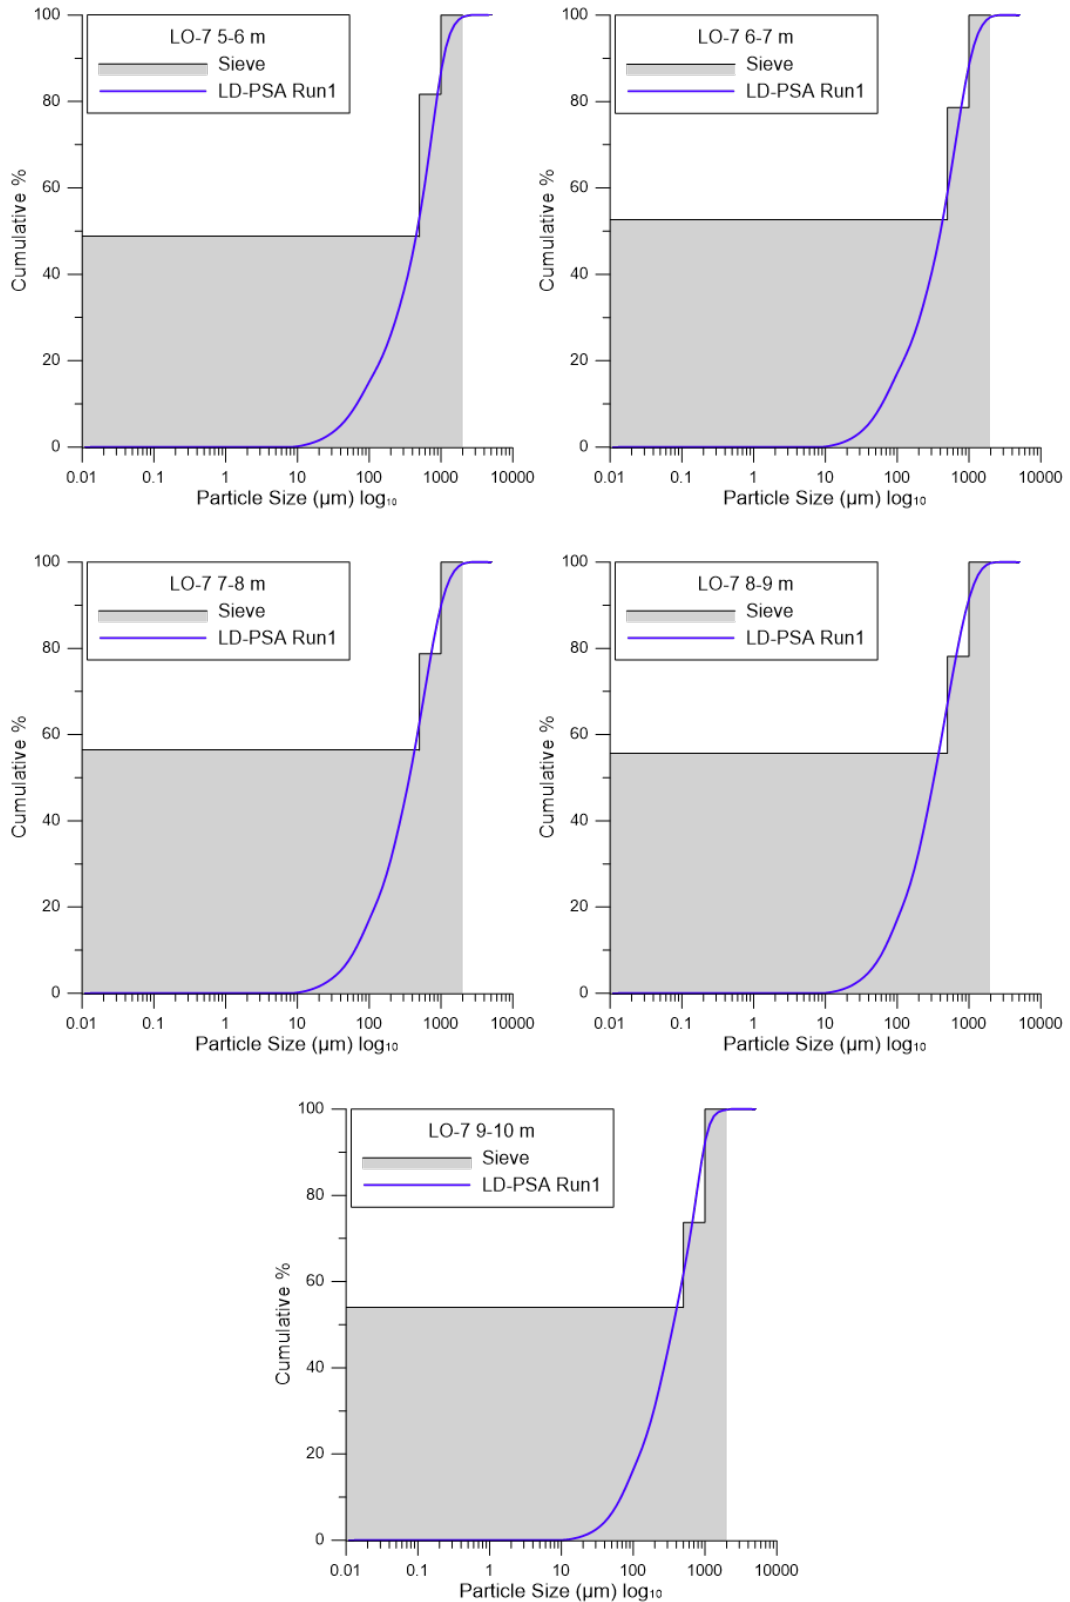 LO-7 5-6 m
Sieve
LD-PSA Run1
100
80
60
40
20
0
Cumulative %
0.01 0.1 1 10 100 1000 10000
Particle Size (µm) log₁₀
LO-7 6-7 m
Sieve
LD-PSA Run1
100
80
60
40
20
0
Cumulative %
0.01 0.1 1 10 100 1000 10000
Particle Size (µm) log₁₀
LO-7 7-8 m
Sieve
LD-PSA Run1
100
80
60
40
20
0
Cumulative %
0.01 0.1 1 10 100 1000 10000
Particle Size (µm) log₁₀
LO-7 8-9 m
Sieve
LD-PSA Run1
100
80
60
40
20
0
Cumulative %
0.01 0.1 1 10 100 1000 10000
Particle Size (µm) log₁₀
LO-7 9-10 m
Sieve
LD-PSA Run1
100
80
60
40
20
0
Cumulative %
0.01 0.1 1 10 100 1000 10000
Particle Size (µm) log₁₀